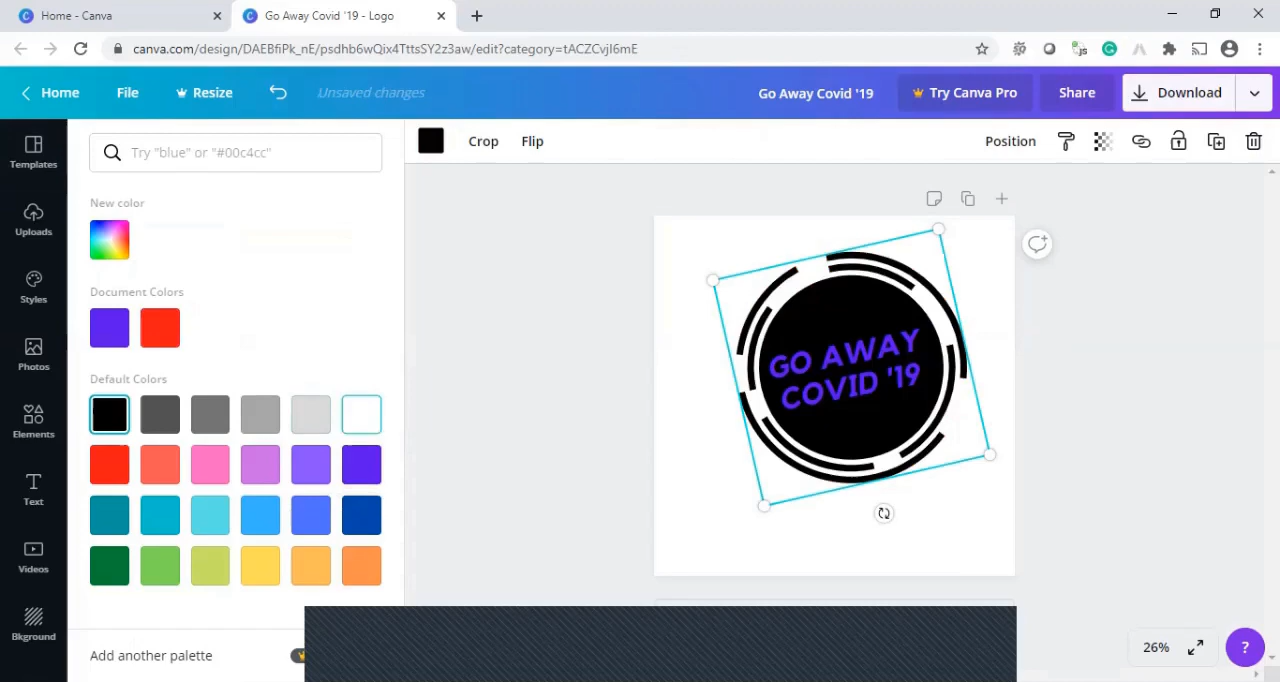 Home - Canva
Go Away Covid '19 - Logo
canva.com/design/DAEBfiPk_nE/psdhb6wQix4TttsSY2z3aw/edit?category=tACZCvjI6mE
Home
File
Resize
Unsaved changes
Go Away Covid '19
Try Canva Pro
Share
Download
Try "blue" or "#00c4cc"
Crop
Flip
Position
Templates
Uploads
Styles
Photos
Elements
Text
Videos
Bkground
New color
Document Colors
Default Colors
Add another palette
GO AWAY
COVID '19
26%
?